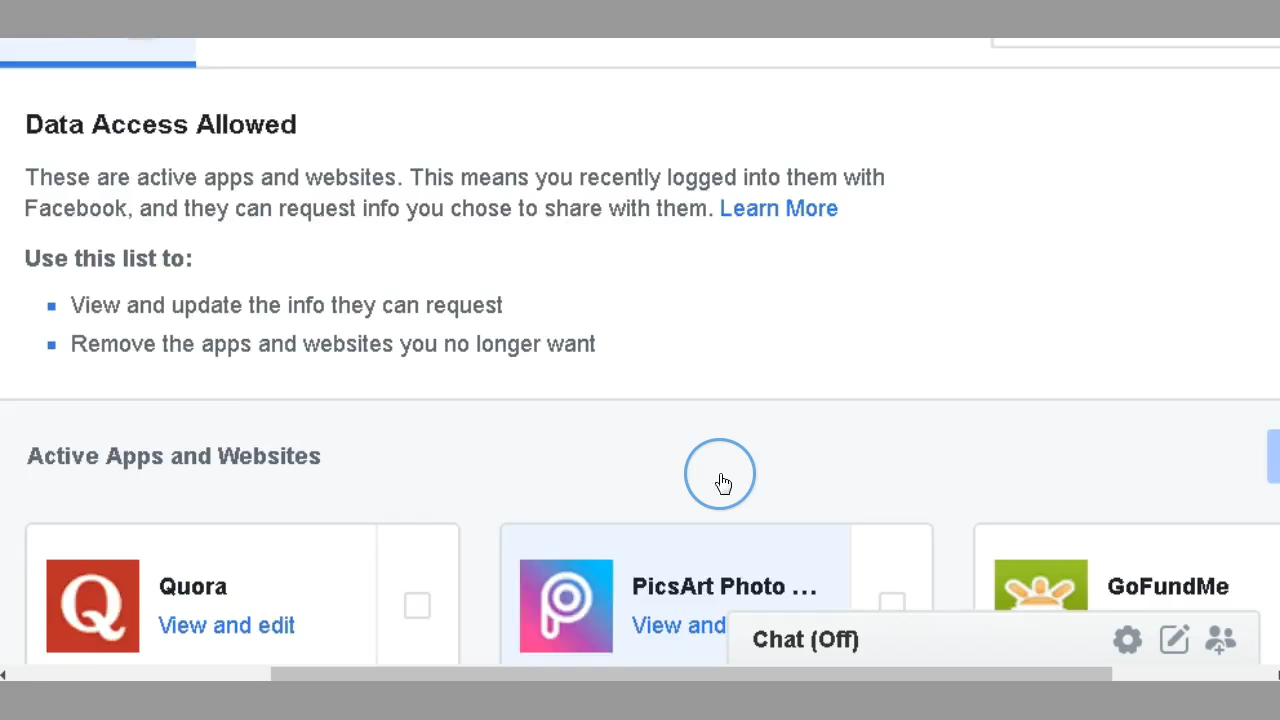 Data Access Allowed
These are active apps and websites. This means you recently logged into them with
Facebook, and they can request info you chose to share with them. Learn More
Use this list to:
View and update the info they can request
Remove the apps and websites you no longer want
Active Apps and Websites
Quora
View and edit
PicsArt Photo ...
View and
GoFundMe
Chat (Off)